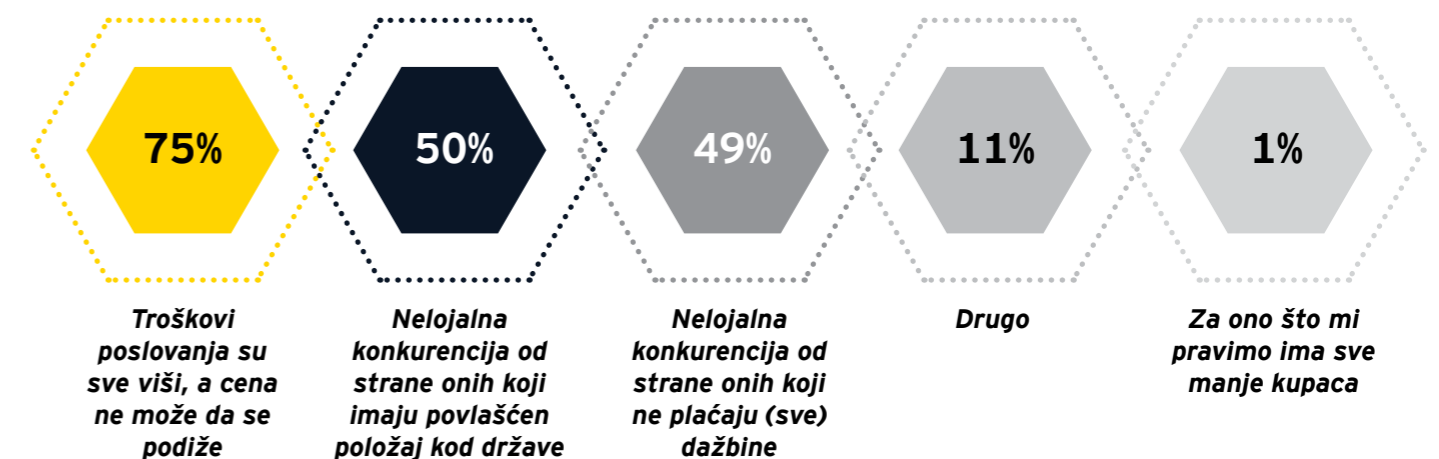 75%
50%
49%
11%
1%
Troškovi
poslovanja su
sve viši, a cena
ne može da se
podiže
Nelojalna
konkurencija od
strane onih koji
imaju povlašćen
položaj kod države
Nelojalna
konkurencija od
strane onih koji
ne plaćaju (sve)
dažbine
Drugo
Za ono što mi
pravimo ima sve
manje kupaca